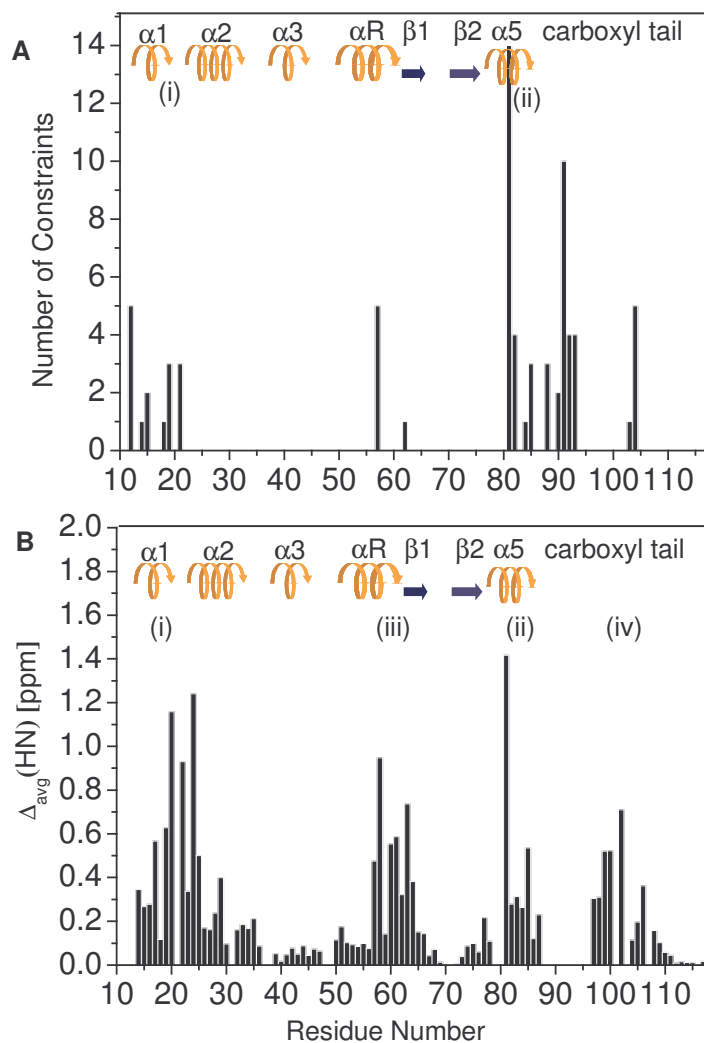 A
α1 α2 α3 αR β1 β2 α5 carboxyl tail
(i) (ii)
Number of Constraints
14
12
10
8
6
4
2
0
10 20 30 40 50 60 70 80 90 100 110
B
α1 α2 α3 αR β1 β2 α5 carboxyl tail
(i) (iii) (ii) (iv)
Δavg(HN) [ppm]
2.0
1.8
1.6
1.4
1.2
1.0
0.8
0.6
0.4
0.2
0.0
10 20 30 40 50 60 70 80 90 100 110
Residue Number